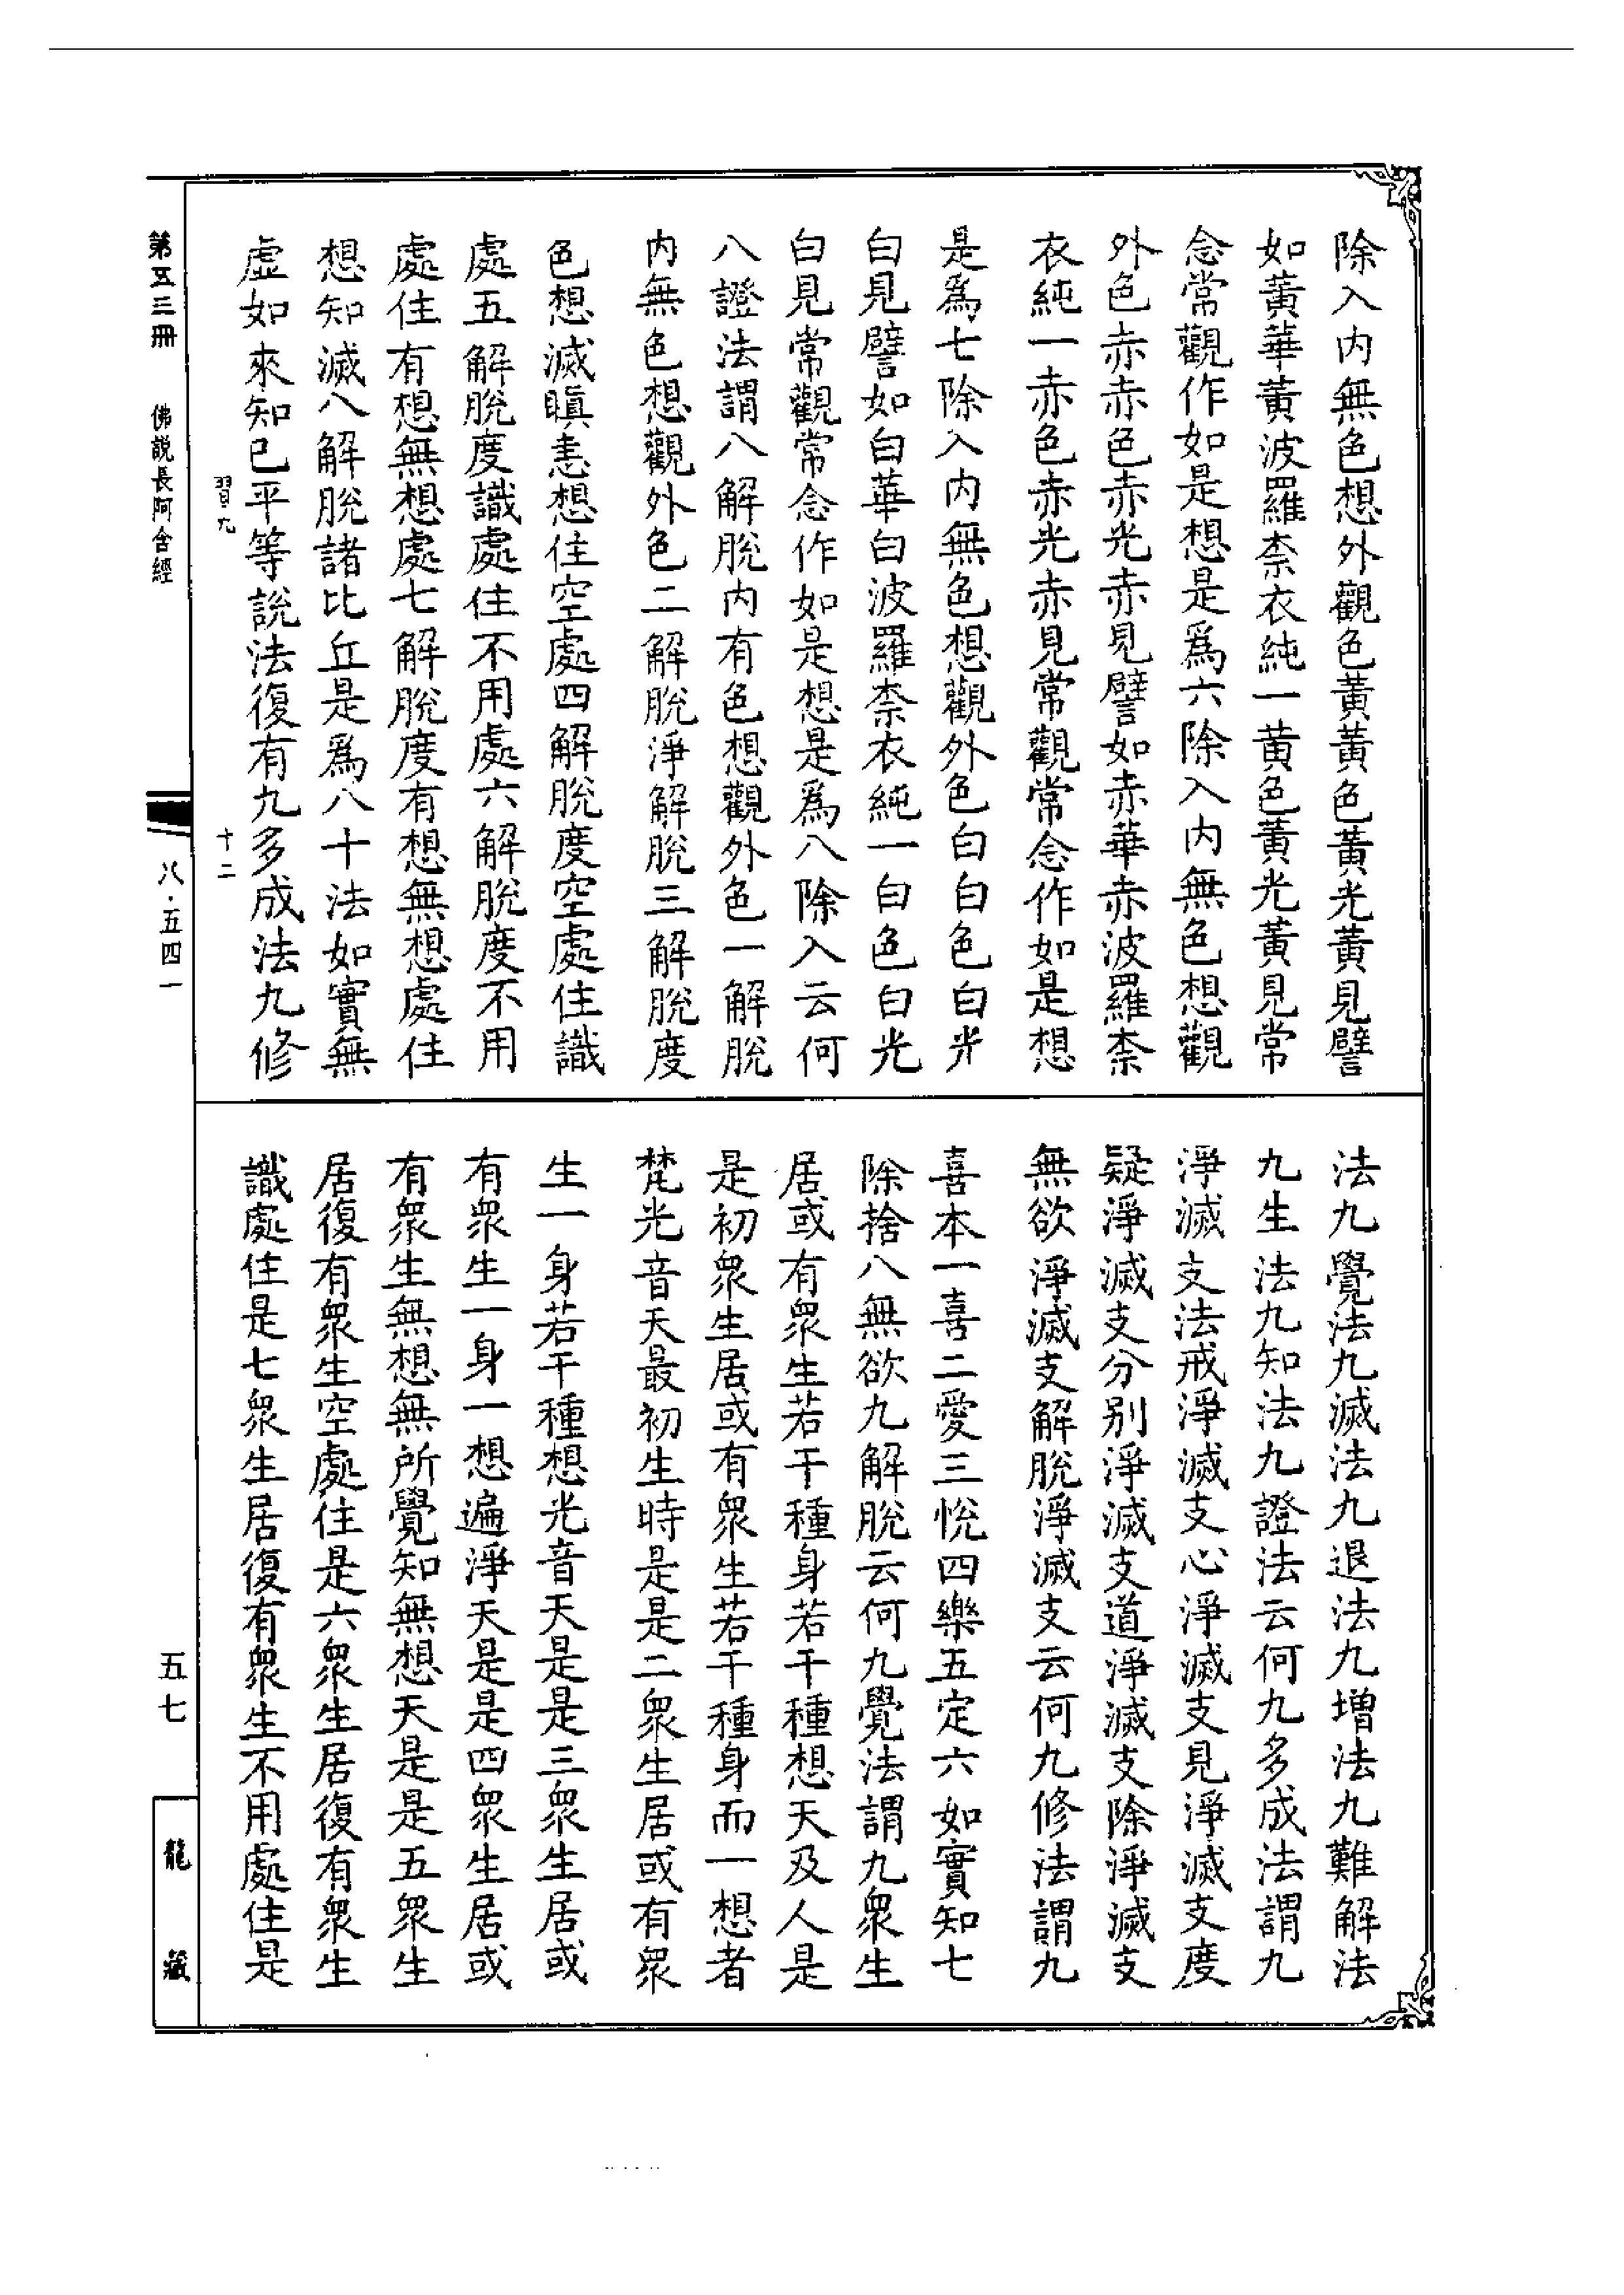 除入内無色想外觀色黃黃色黃光黃見譬
如黃華黃波羅柰衣純一黃色黃光黃見常
念常觀作如是想是為六除入内無色想觀
外色赤赤色赤光赤見譬如赤華赤波羅柰
衣純一赤色赤光赤見常觀常念作如是想
是為七除入内無色想觀外色白白色白光
白見譬如白華白波羅柰衣純一白色白光
白見常觀常念作如是想是為八除入云何
八證法謂八解脫内有色想觀外色一解脫
内無色想觀外色二解脫淨解脫三解脫度
色想滅瞋恚想住空處四解脫度空處住識
處五解脫度識處住不用處六解脫度不用
處住有想無想處七解脫度有想無想處住
想知滅八解脫諸比丘是為八十法如實無
虛如來知已平等說法復有九多成法九修
法九覺法九滅法九退法九增法九難解法
九生法九知法九證法云何九多成法謂九
淨滅支法戒淨滅支心淨滅支見淨滅支度
疑淨滅支分別淨滅支道淨滅支除淨滅支
無欲淨滅支解脫淨滅支云何九修法謂九
喜本一喜二愛三悅四樂五定六如實知七
除捨八無欲九解脫云何九覺法謂九眾生
居或有眾生若干種身若干種想天及人是
是初眾生居或有眾生若干種身而一想者
梵光音天最初生時是是二眾生居或有眾
生一身若干種想光音天是是三眾生居或
有眾生一身一想遍淨天是是四眾生居或
有眾生無想無所覺知無想天是是五眾生
居復有眾生空處住是六眾生居復有眾生
識處住是七眾生居復有眾生不用處住是
習九
十二
第五三冊
佛說長阿含經
八·五四一
五七
龍藏